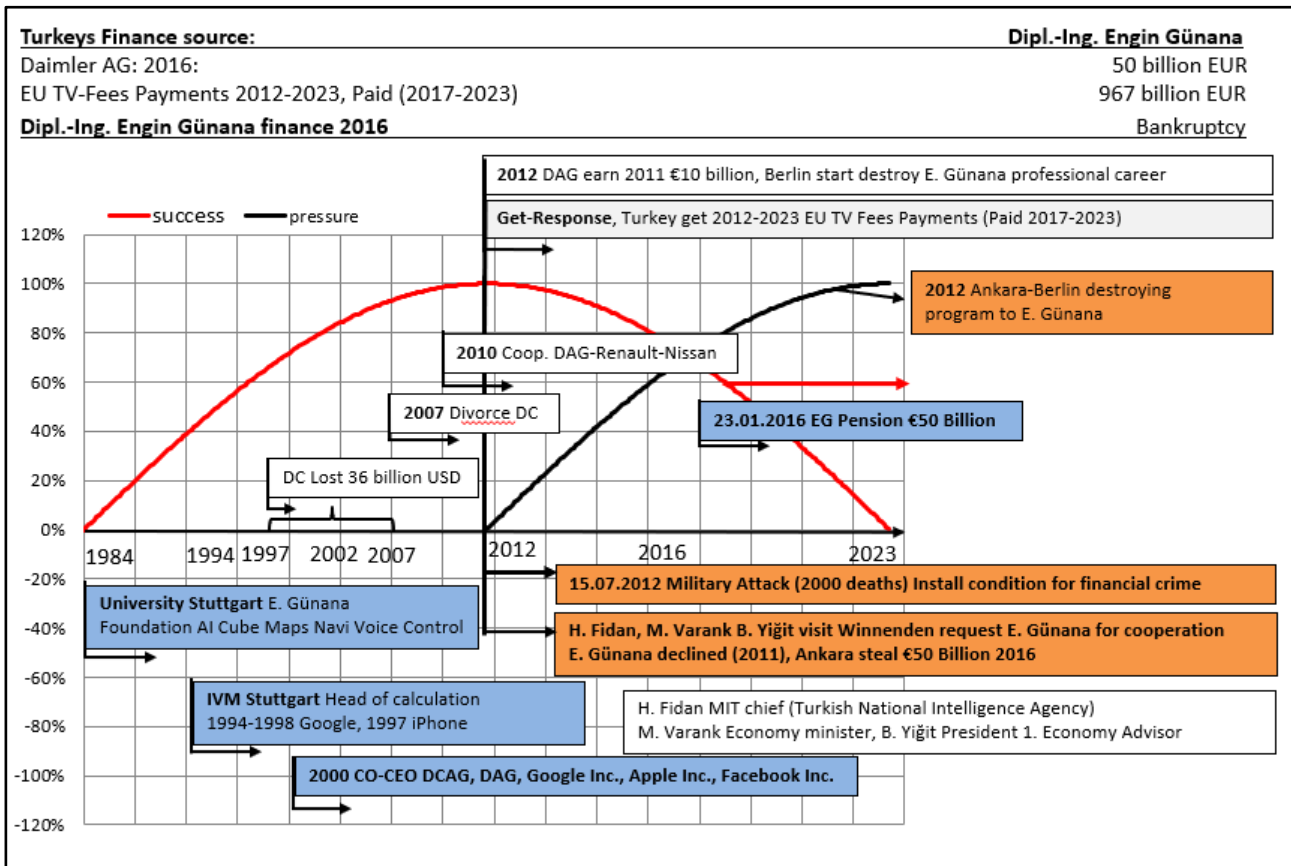 Turkeys Finance source: Dipl.-Ing. Engin Günana
Daimler AG: 2016: 50 billion EUR
EU TV-Fees Payments 2012-2023, Paid (2017-2023) 967 billion EUR
Dipl.-Ing. Engin Günana finance 2016 Bankruptcy
2012 DAG earn 2011 €10 billion, Berlin start destroy E. Günana professional career
success pressure
Get-Response, Turkey get 2012-2023 EU TV Fees Payments (Paid 2017-2023)
120%
100%
2012 Ankara-Berlin destroying
program to E. Günana
80%
2010 Coop. DAG-Renault-Nissan
60%
2007 Divorce DC
23.01.2016 EG Pension €50 Billion
40%
DC Lost 36 billion USD
20%
0%
1984 1994 1997 2002 2007 2012 2016 2023
-20%
15.07.2012 Military Attack (2000 deaths) Install condition for financial crime
University Stuttgart E. Günana
Foundation AI Cube Maps Navi Voice Control
-40%
H. Fidan, M. Varank B. Yiğit visit Winnenden request E. Günana for cooperation
E. Günana declined (2011), Ankara steal €50 Billion 2016
-60%
IVM Stuttgart Head of calculation
1994-1998 Google, 1997 iPhone
H. Fidan MIT chief (Turkish National Intelligence Agency)
M. Varank Economy minister, B. Yiğit President 1. Economy Advisor
-80%
-100%
2000 CO-CEO DCAG, DAG, Google Inc., Apple Inc., Facebook Inc.
-120%